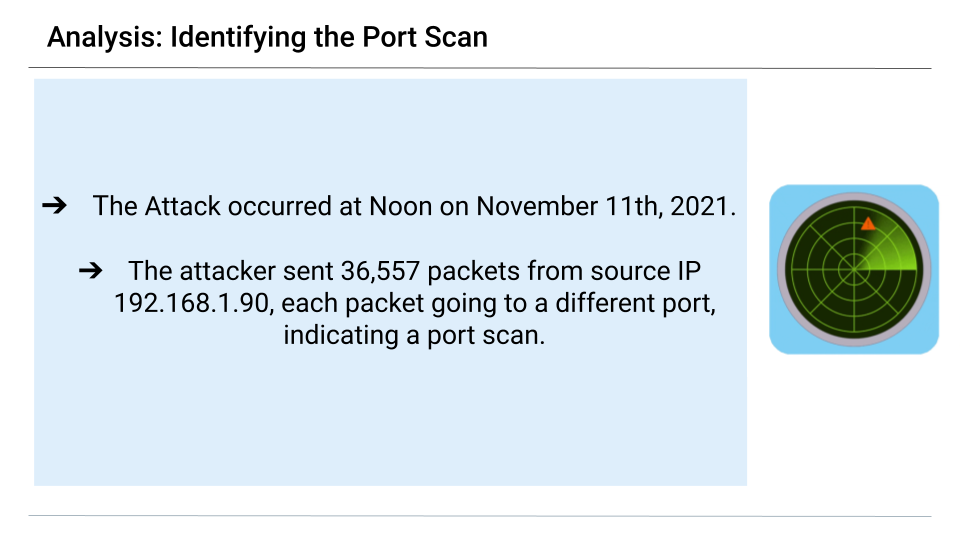 Analysis: Identifying the Port Scan
➔ The Attack occurred at Noon on November 11th, 2021.
➔ The attacker sent 36,557 packets from source IP
192.168.1.90, each packet going to a different port,
indicating a port scan.